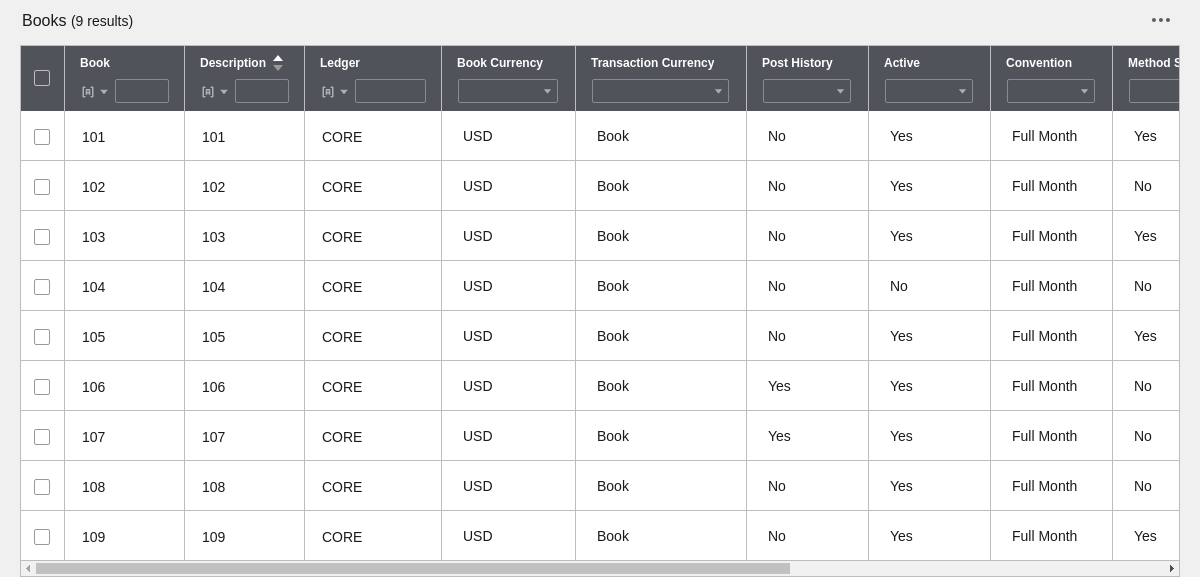 Books (9 results)
Book Description Ledger Book Currency Transaction Currency Post History Active Convention Method S
101 101 CORE USD Book No Yes Full Month Yes
102 102 CORE USD Book No Yes Full Month No
103 103 CORE USD Book No Yes Full Month Yes
104 104 CORE USD Book No No Full Month No
105 105 CORE USD Book No Yes Full Month Yes
106 106 CORE USD Book Yes Yes Full Month No
107 107 CORE USD Book Yes Yes Full Month No
108 108 CORE USD Book No Yes Full Month No
109 109 CORE USD Book No Yes Full Month Yes